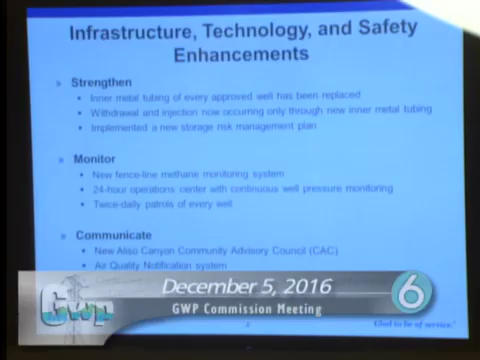 Infrastructure, Technology, and Safety
Enhancements
» Strengthen
• Inner metal tubing of every approved well has been replaced
• Withdrawal and injection now occurring only through new inner metal tubing
• Implemented a new storage risk management plan
» Monitor
• New fence-line methane monitoring system
• 24-hour operations center with continuous well pressure monitoring
• Twice-daily patrols of every well
» Communicate
• New Aliso Canyon Community Advisory Council (CAC)
• Air Quality Notification system
December 5, 2016
GWP Commission Meeting
GWP
6
2
Glad to be of service.